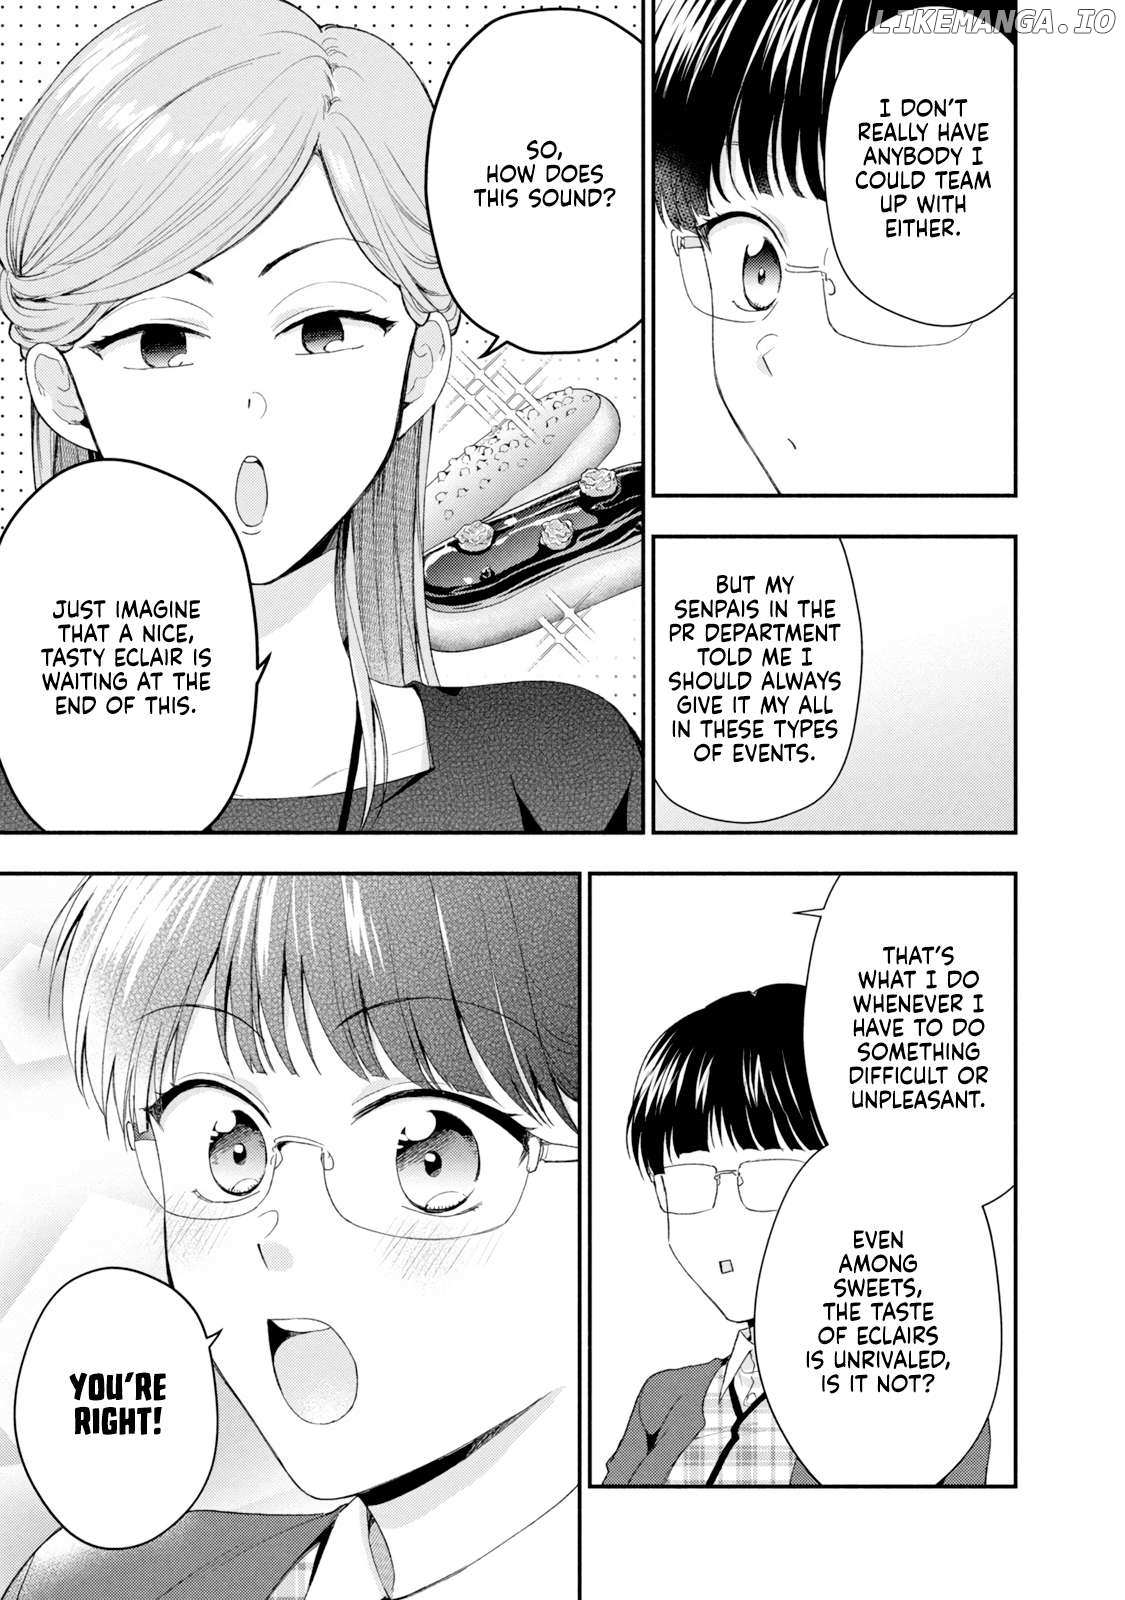 LIKEMANGA.IO
I DON'T
REALLY HAVE
ANYBODY I
COULD TEAM
UP WITH
EITHER.
BUT MY
SENPAIS IN THE
PR DEPARTMENT
TOLD ME I
SHOULD ALWAYS
GIVE IT MY ALL
IN THESE TYPES
OF EVENTS.
SO,
HOW DOES
THIS SOUND?
JUST IMAGINE
THAT A NICE,
TASTY ECLAIR IS
WAITING AT THE
END OF THIS.
THAT'S
WHAT I DO
WHENEVER I
HAVE TO DO
SOMETHING
DIFFICULT OR
UNPLEASANT.
EVEN
AMONG
SWEETS,
THE TASTE
OF ECLAIRS
IS UNRIVALED,
IS IT NOT?
YOU'RE
RIGHT!